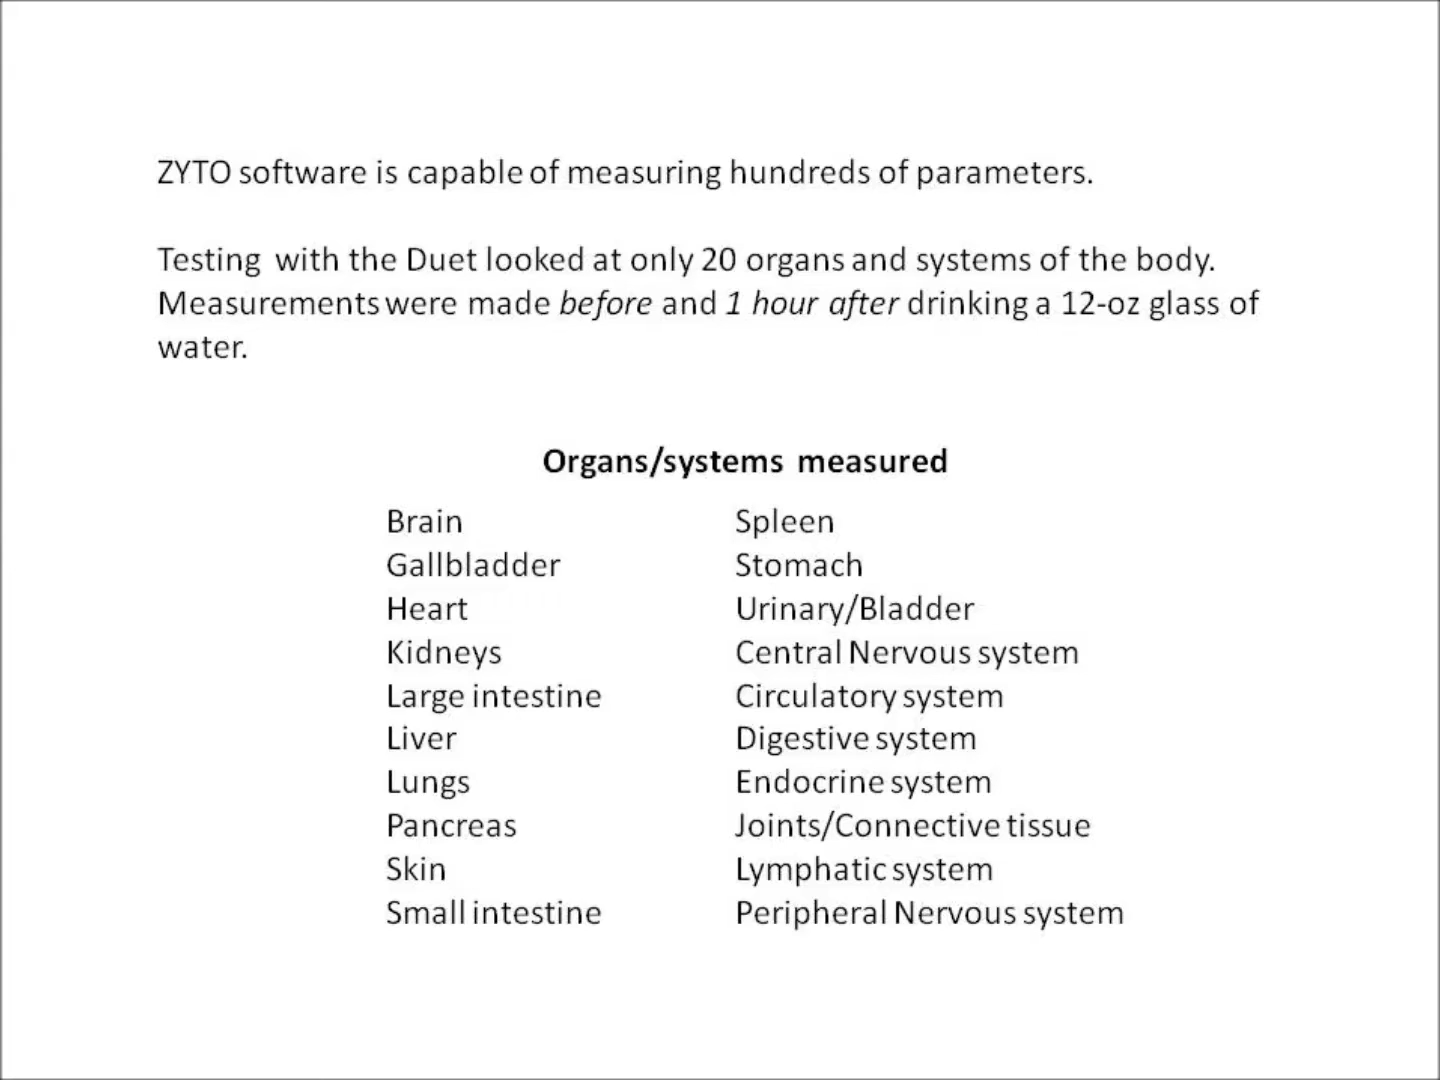 ZYTO software is capable of measuring hundreds of parameters.
Testing with the Duet looked at only 20 organs and systems of the body.
Measurements were made before and 1 hour after drinking a 12-oz glass of
water.
Organs/systems measured
Brain
Gallbladder
Heart
Kidneys
Large intestine
Liver
Lungs
Pancreas
Skin
Small intestine
Spleen
Stomach
Urinary/Bladder
Central Nervous system
Circulatory system
Digestive system
Endocrine system
Joints/Connective tissue
Lymphatic system
Peripheral Nervous system